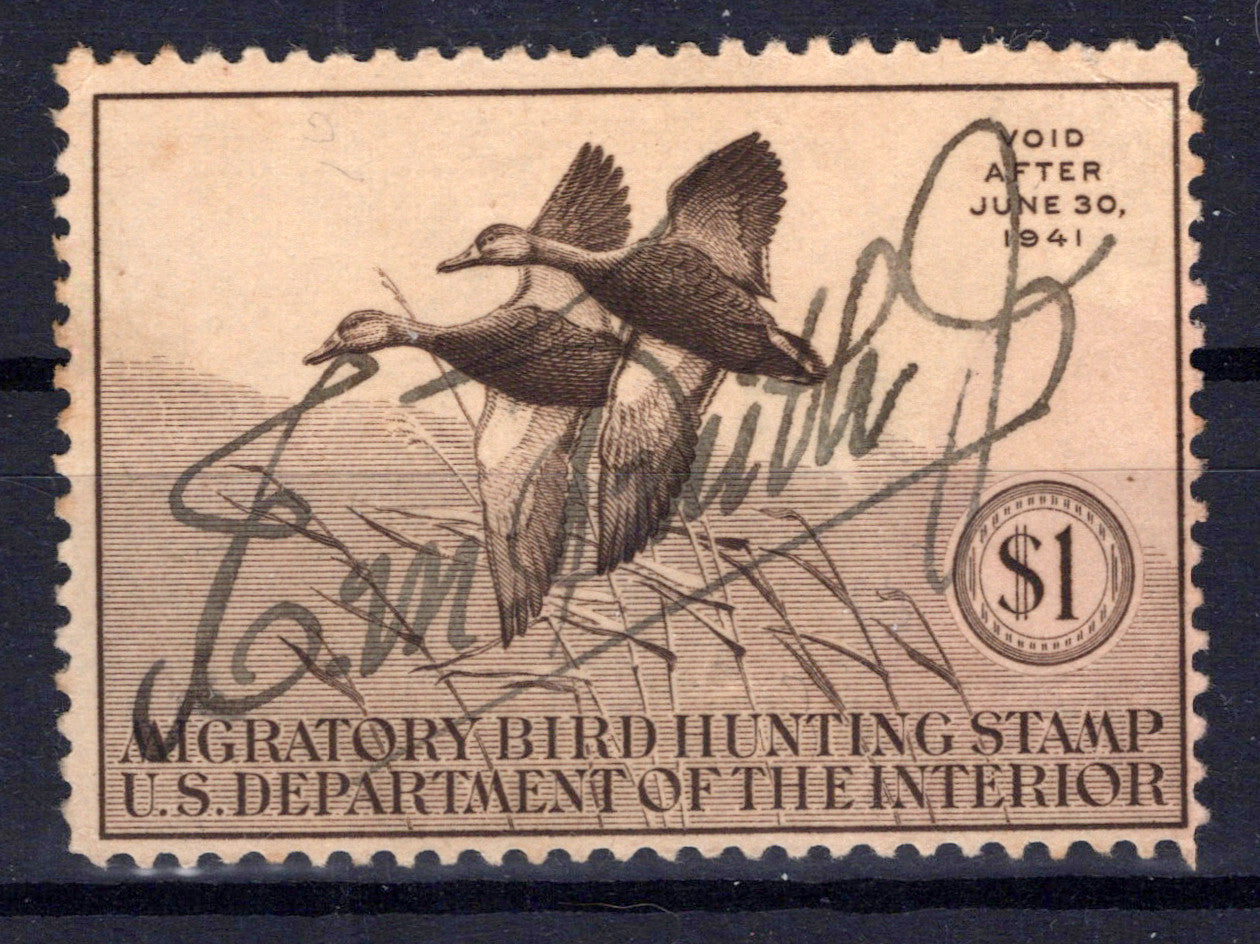 VOID
AFTER
JUNE 30,
1941
$1
MIGRATORY BIRD HUNTING STAMP
U.S. DEPARTMENT OF THE INTERIOR